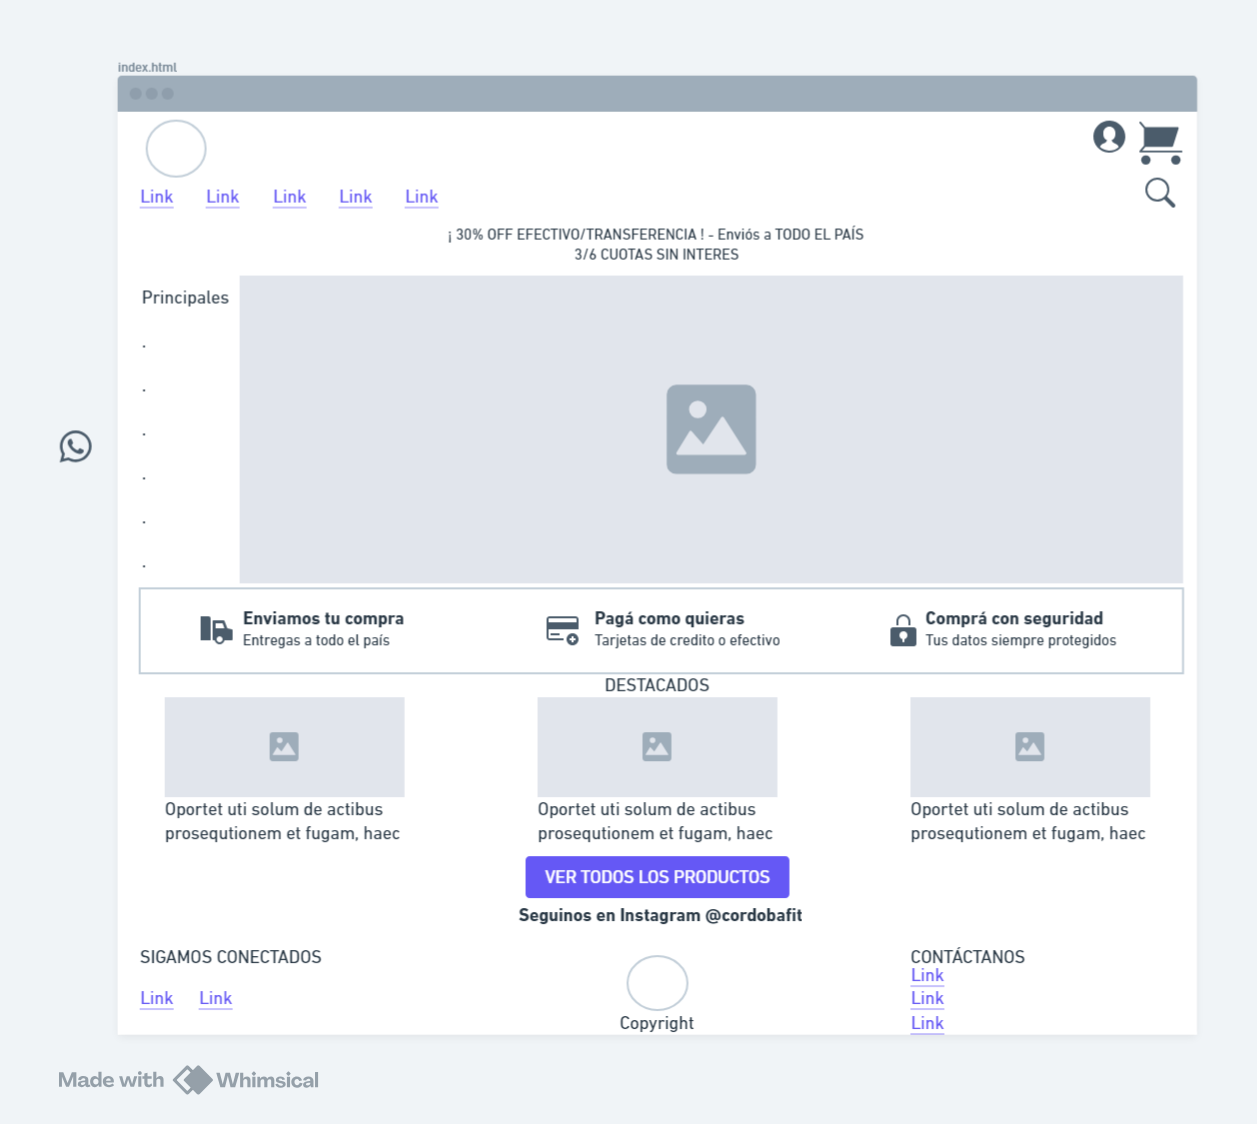 index.html
Link Link Link Link Link
¡ 30% OFF EFECTIVO/TRANSFERENCIA ! - Enviós a TODO EL PAÍS
3/6 CUOTAS SIN INTERES
Principales
.
.
.
.
.
.
Enviamos tu compra
Entregas a todo el país
Pagá como quieras
Tarjetas de credito o efectivo
Comprá con seguridad
Tus datos siempre protegidos
DESTACADOS
Oportet uti solum de actibus
prosequtionem et fugam, haec
Oportet uti solum de actibus
prosequtionem et fugam, haec
Oportet uti solum de actibus
prosequtionem et fugam, haec
VER TODOS LOS PRODUCTOS
Seguinos en Instagram @cordobafit
SIGAMOS CONECTADOS
Link Link
Copyright
CONTÁCTANOS
Link
Link
Link
Made with Whimsical